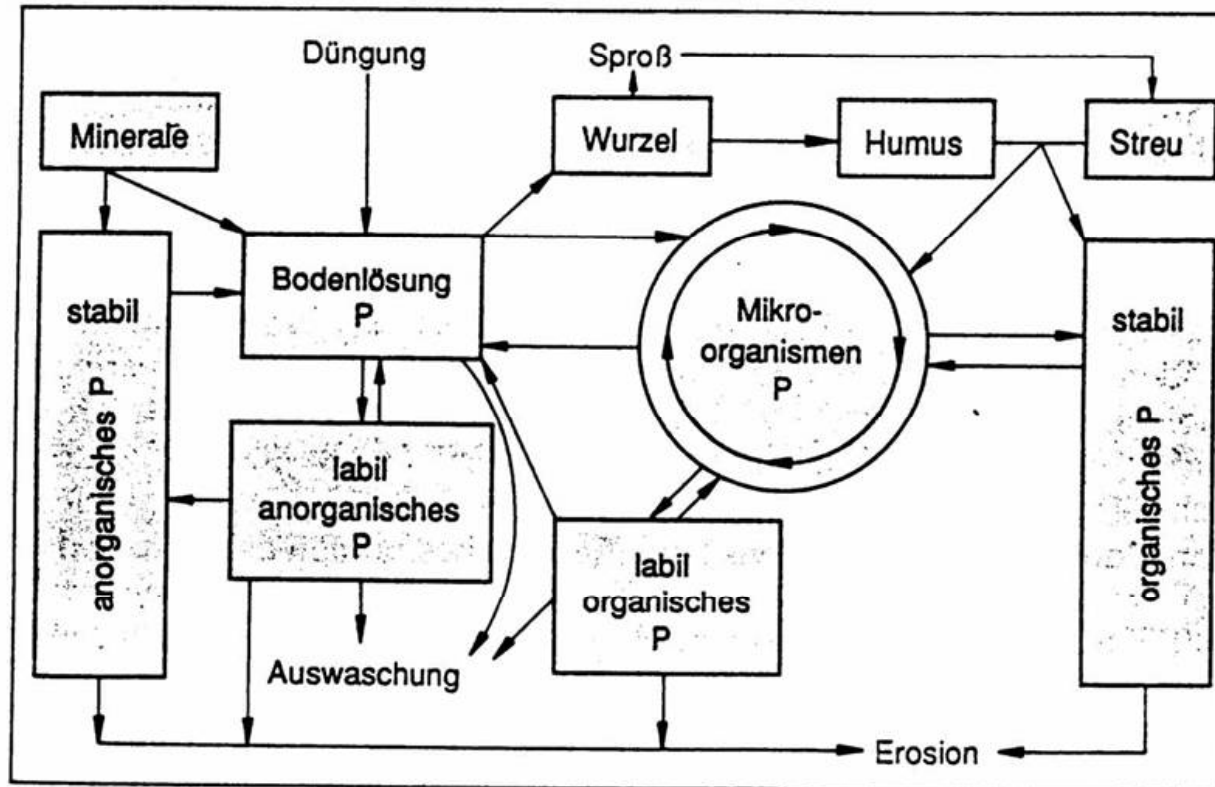 Düngung
Sproß
Minerale
Wurzel
Humus
Streu
Bodenlösung
P
Mikro-
organismen
P
stabil
anorganisches P
stabil
organisches P
labil
anorganisches
P
labil
organisches
P
Auswaschung
Erosion